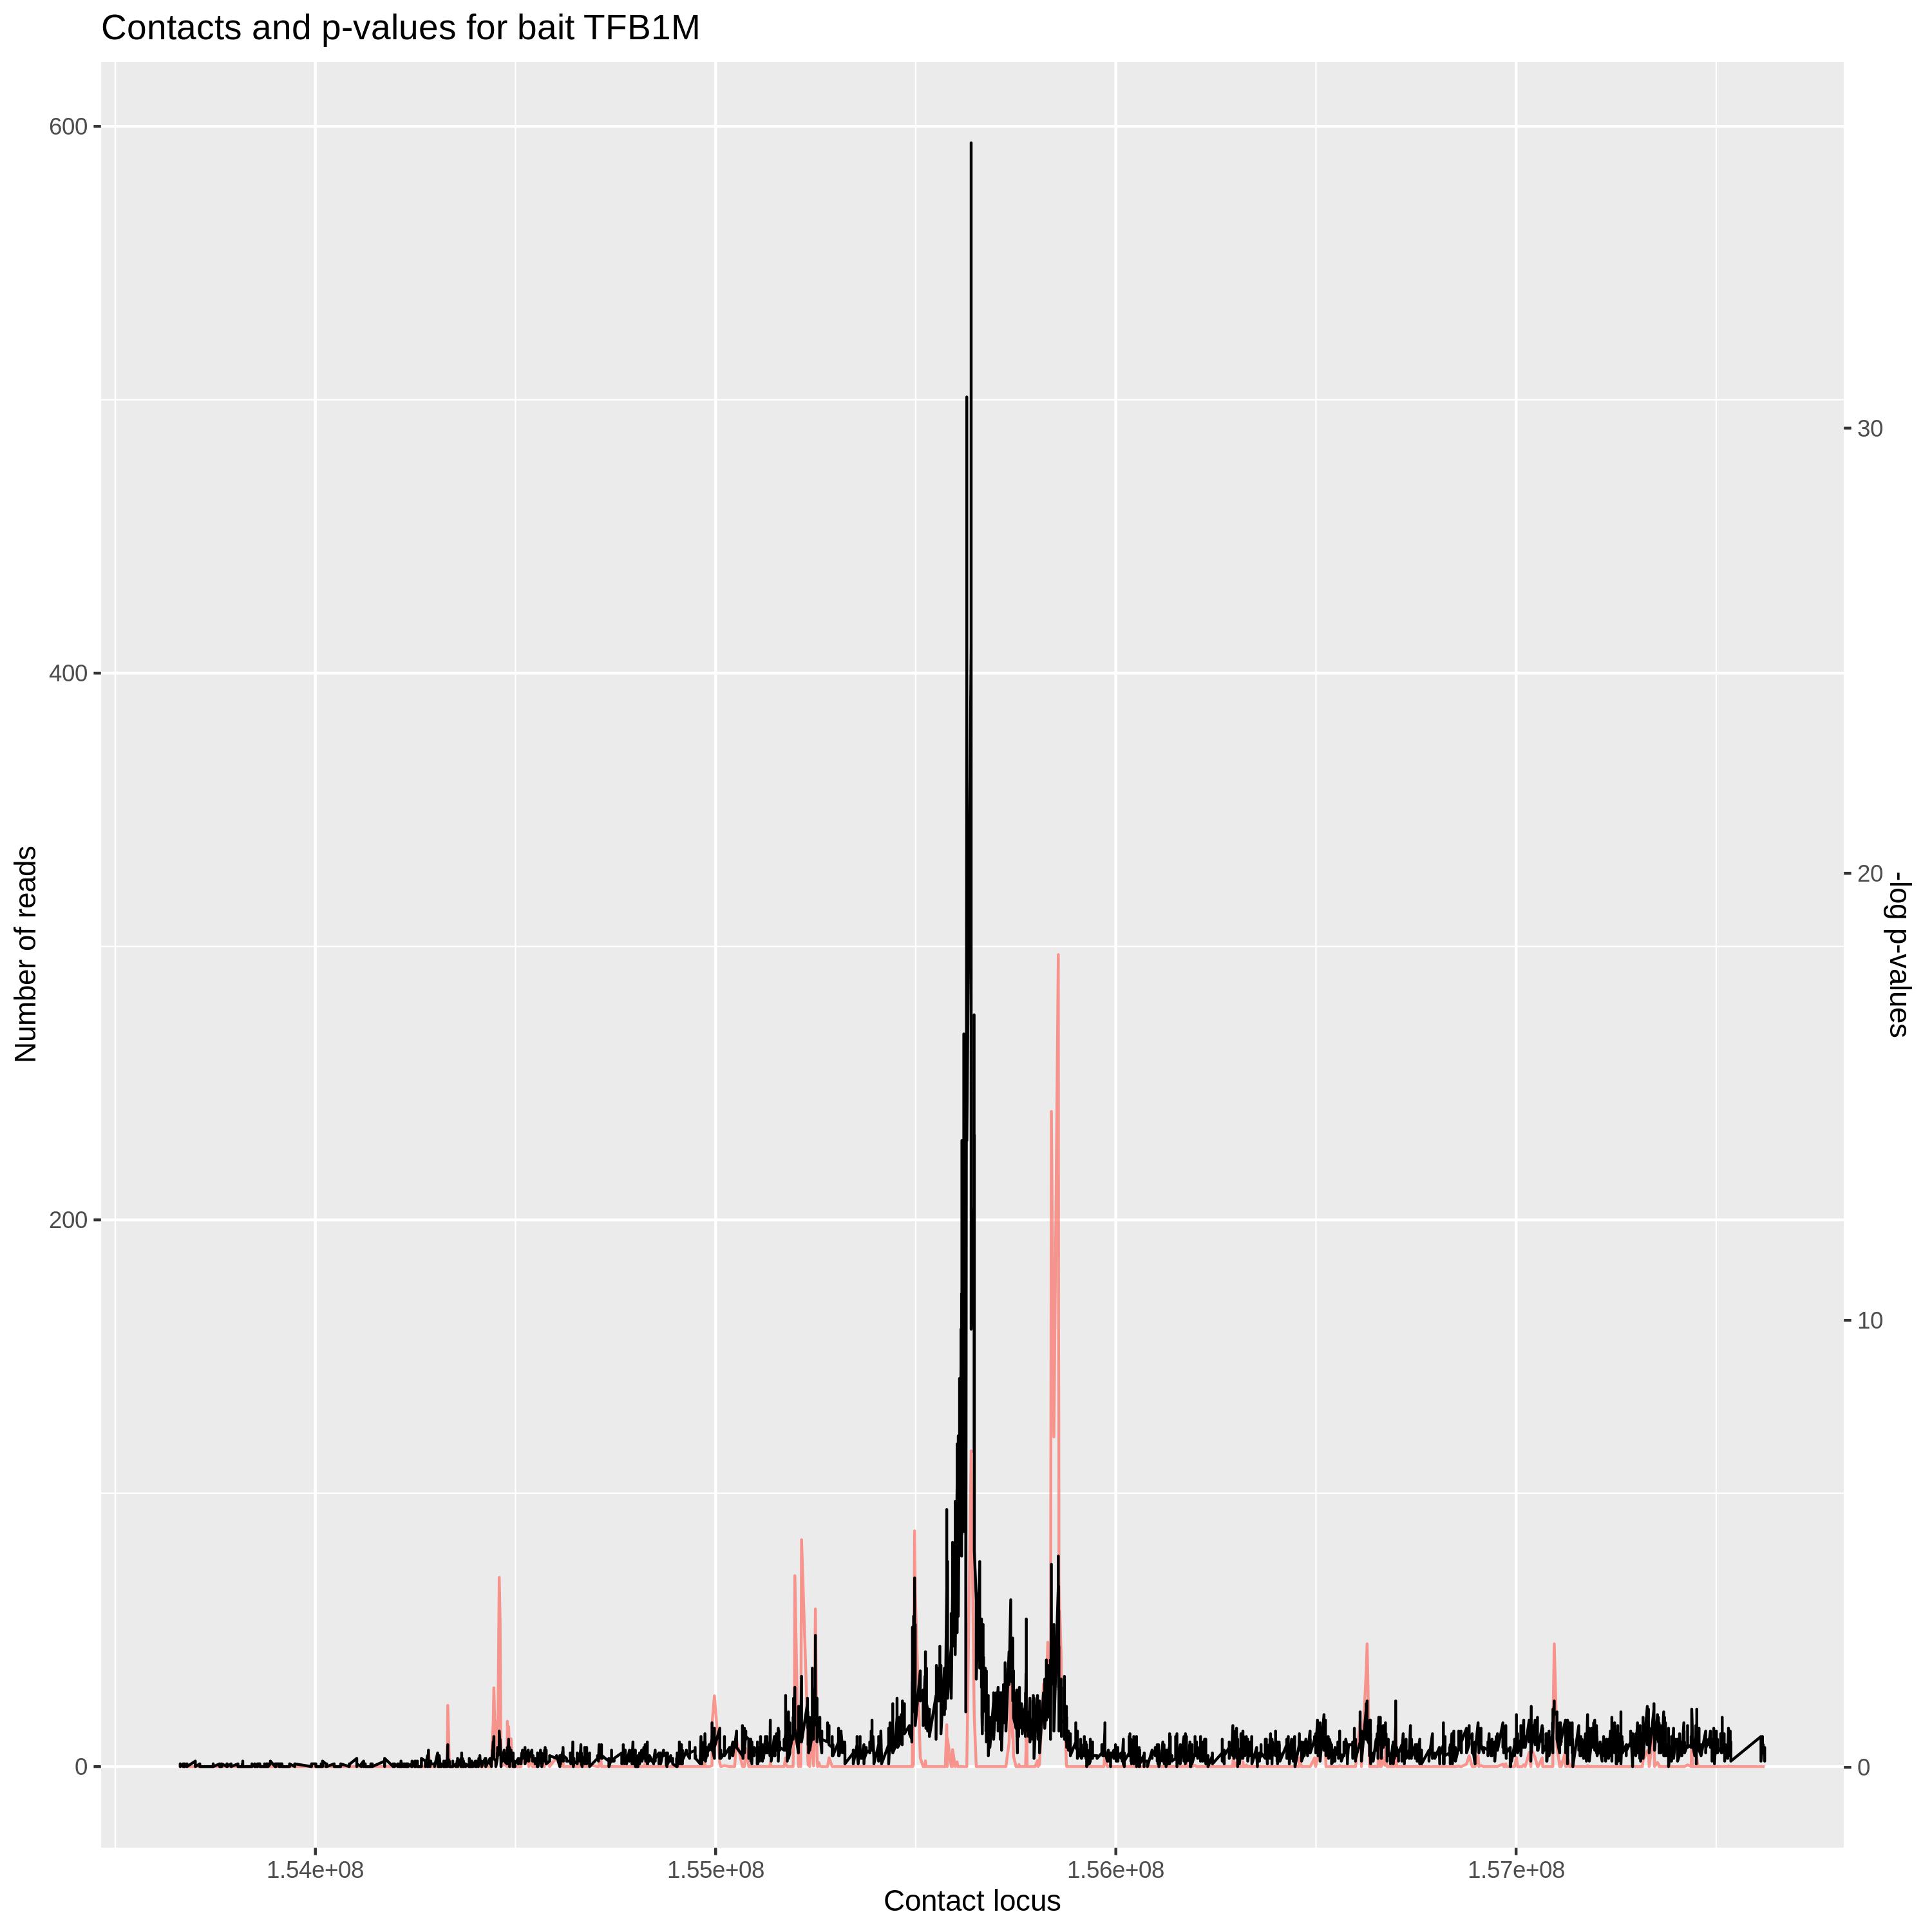 Contacts and p-values for bait TFB1M
600
400
200
0
Number of reads
30
20
10
0
-log p-values
1.54e+08 1.55e+08 1.56e+08 1.57e+08
Contact locus